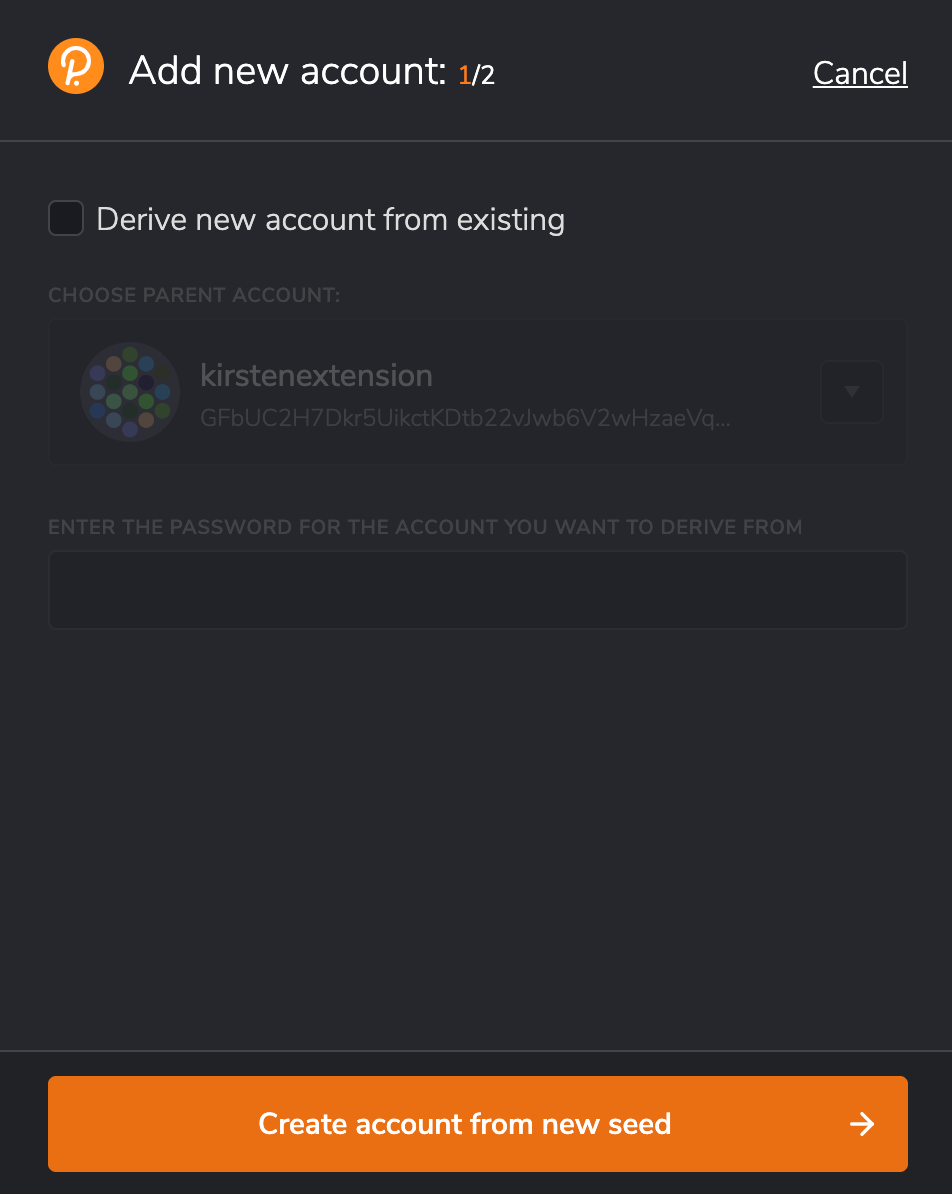 Add new account: 1/2
Cancel
Derive new account from existing
CHOOSE PARENT ACCOUNT:
kirstenextension
GFbUC2H7Dkr5UikctKDtb22vJwb6V2wHzaeVq...
ENTER THE PASSWORD FOR THE ACCOUNT YOU WANT TO DERIVE FROM
Create account from new seed